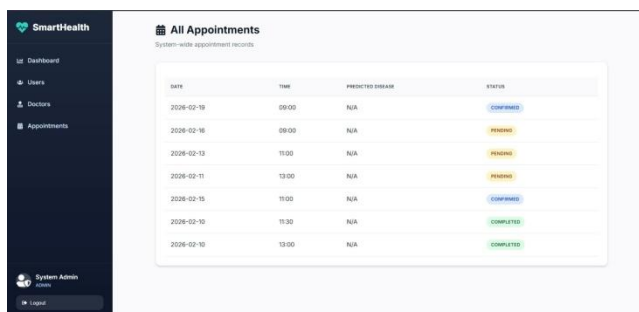 SmartHealth
Dashboard
Users
Doctors
Appointments
System Admin
ADMIN
Logout
All Appointments
System-wide appointment records
DATE TIME PREDICTED DISEASE STATUS
2026-02-19 09:00 N/A CONFIRMED
2026-02-16 09:00 N/A PENDING
2026-02-13 11:00 N/A PENDING
2026-02-11 13:00 N/A PENDING
2026-02-15 11:00 N/A CONFIRMED
2026-02-10 11:30 N/A COMPLETED
2026-02-10 13:00 N/A COMPLETED